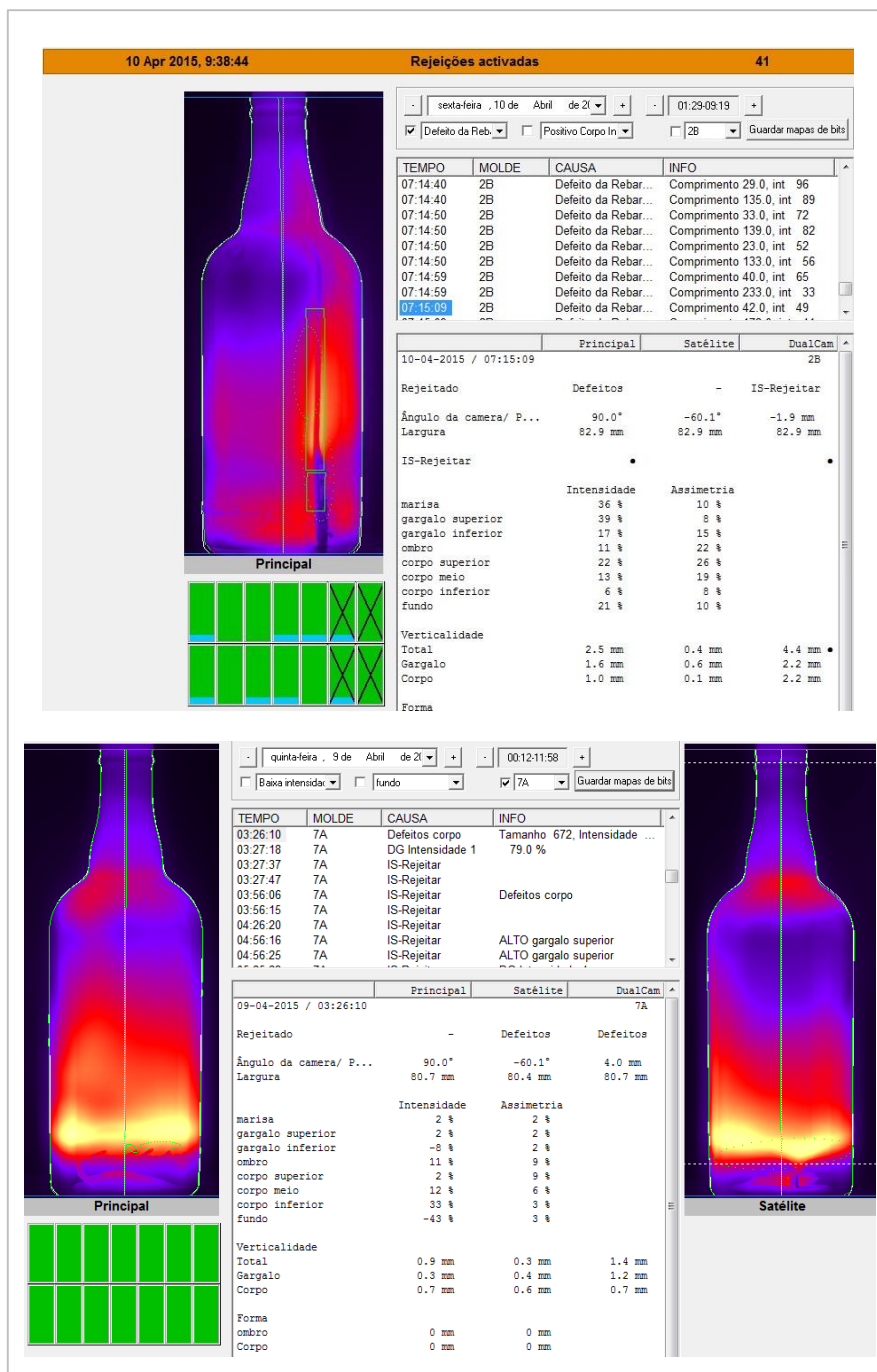 10 Apr 2015, 9:38:44 Rejeições activadas 41
- sexta-feira , 10 de Abril de 2( + - 01:29-09:19 +
Defeito da Reb. Positivo Corpo In 2B Guardar mapas de bits
TEMPO MOLDE CAUSA INFO
07:14:40 2B Defeito da Rebar... Comprimento 29.0, int 96
07:14:40 2B Defeito da Rebar... Comprimento 135.0, int 89
07:14:50 2B Defeito da Rebar... Comprimento 33.0, int 72
07:14:50 2B Defeito da Rebar... Comprimento 139.0, int 82
07:14:50 2B Defeito da Rebar... Comprimento 23.0, int 52
07:14:50 2B Defeito da Rebar... Comprimento 133.0, int 56
07:14:59 2B Defeito da Rebar... Comprimento 40.0, int 65
07:14:59 2B Defeito da Rebar... Comprimento 233.0, int 33
07:15:09 2B Defeito da Rebar... Comprimento 42.0, int 49
Principal Satélite DualCam
10-04-2015 / 07:15:09 2B
Rejeitado Defeitos - IS-Rejeitar
Ângulo da camera/ P... 90.0° -60.1° -1.9 mm
Largura 82.9 mm 82.9 mm 82.9 mm
IS-Rejeitar • •
Intensidade Assimetria
marisa 36 % 10 %
gargalo superior 39 % 8 %
gargalo inferior 17 % 15 %
ombro 11 % 22 %
corpo superior 22 % 26 %
corpo meio 13 % 19 %
corpo inferior 6 % 8 %
fundo 21 % 10 %
Verticalidade
Total 2.5 mm 0.4 mm 4.4 mm •
Gargalo 1.6 mm 0.6 mm 2.2 mm
Corpo 1.0 mm 0.1 mm 2.2 mm
Forma
Principal
- quinta-feira , 9 de Abril de 2( + - 00:12-11:58 +
Baixa intensidac fundo 7A Guardar mapas de bits
TEMPO MOLDE CAUSA INFO
03:26:10 7A Defeitos corpo Tamanho 672, Intensidade ...
03:27:18 7A DG Intensidade 1 79.0 %
03:27:37 7A IS-Rejeitar
03:27:47 7A IS-Rejeitar
03:56:06 7A IS-Rejeitar Defeitos corpo
03:56:15 7A IS-Rejeitar
04:26:20 7A IS-Rejeitar
04:56:16 7A IS-Rejeitar ALTO gargalo superior
04:56:25 7A IS-Rejeitar ALTO gargalo superior
Principal Satélite DualCam
09-04-2015 / 03:26:10 7A
Rejeitado - Defeitos Defeitos
Ângulo da camera/ P... 90.0° -60.1° 4.0 mm
Largura 80.7 mm 80.4 mm 80.7 mm
Intensidade Assimetria
marisa 2 % 2 %
gargalo superior 2 % 2 %
gargalo inferior -8 % 2 %
ombro 11 % 9 %
corpo superior 2 % 9 %
corpo meio 12 % 6 %
corpo inferior 33 % 3 %
fundo -43 % 3 %
Verticalidade
Total 0.9 mm 0.3 mm 1.4 mm
Gargalo 0.3 mm 0.4 mm 1.2 mm
Corpo 0.7 mm 0.6 mm 0.7 mm
Forma
ombro 0 mm 0 mm
Corpo 0 mm 0 mm
Principal
Satélite